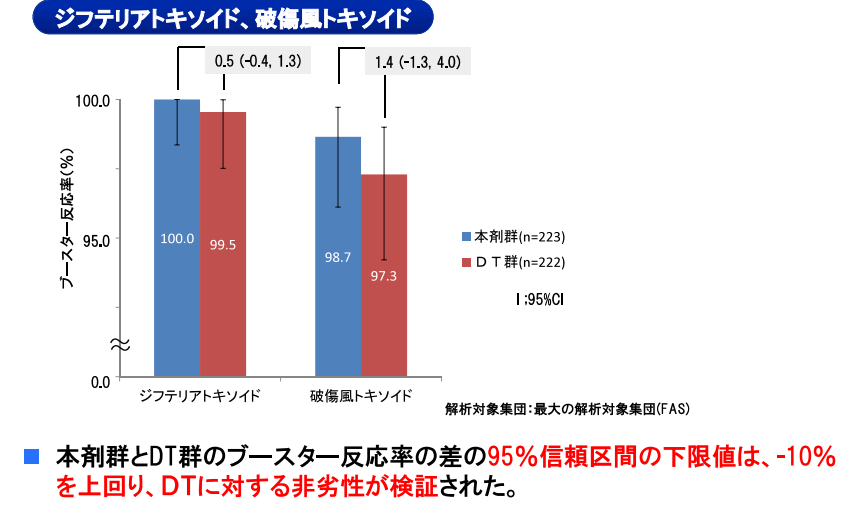 ジフテリアトキソイド、破傷風トキソイド
0.5 (-0.4, 1.3)
1.4 (-1.3, 4.0)
100.0
95.0
0.0
ブースター反応率(%)
100.0
99.5
98.7
97.3
ジフテリアトキソイド
破傷風トキソイド
本剤群(n=223)
ＤＴ群(n=222)
I ;95%CI
解析対象集団：最大の解析対象集団(FAS)
本剤群とDT群のブースター反応率の差の95％信頼区間の下限値は、-10％
を上回り、ＤＴに対する非劣性が検証された。